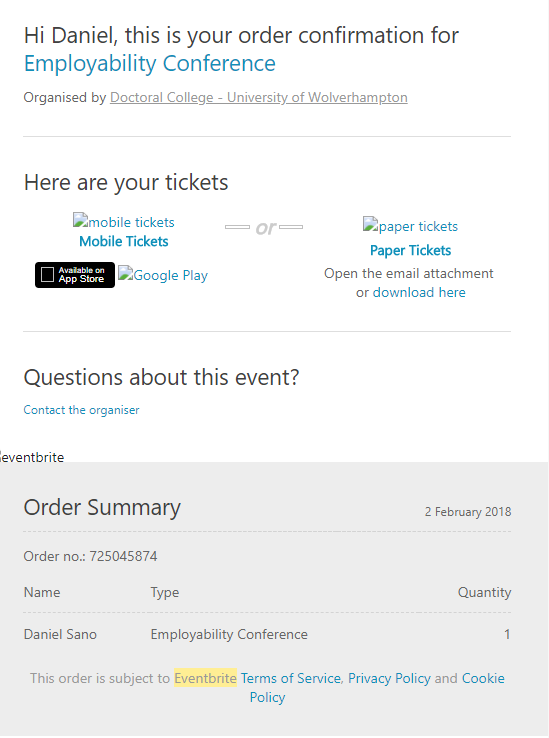 Hi Daniel, this is your order confirmation for
Employability Conference
Organised by Doctoral College - University of Wolverhampton
Here are your tickets
mobile tickets
Mobile Tickets
Available on
App Store
Google Play
or
paper tickets
Paper Tickets
Open the email attachment
or download here
Questions about this event?
Contact the organiser
eventbrite
Order Summary
2 February 2018
Order no.: 725045874
Name Type Quantity
Daniel Sano Employability Conference 1
This order is subject to Eventbrite Terms of Service, Privacy Policy and Cookie
Policy